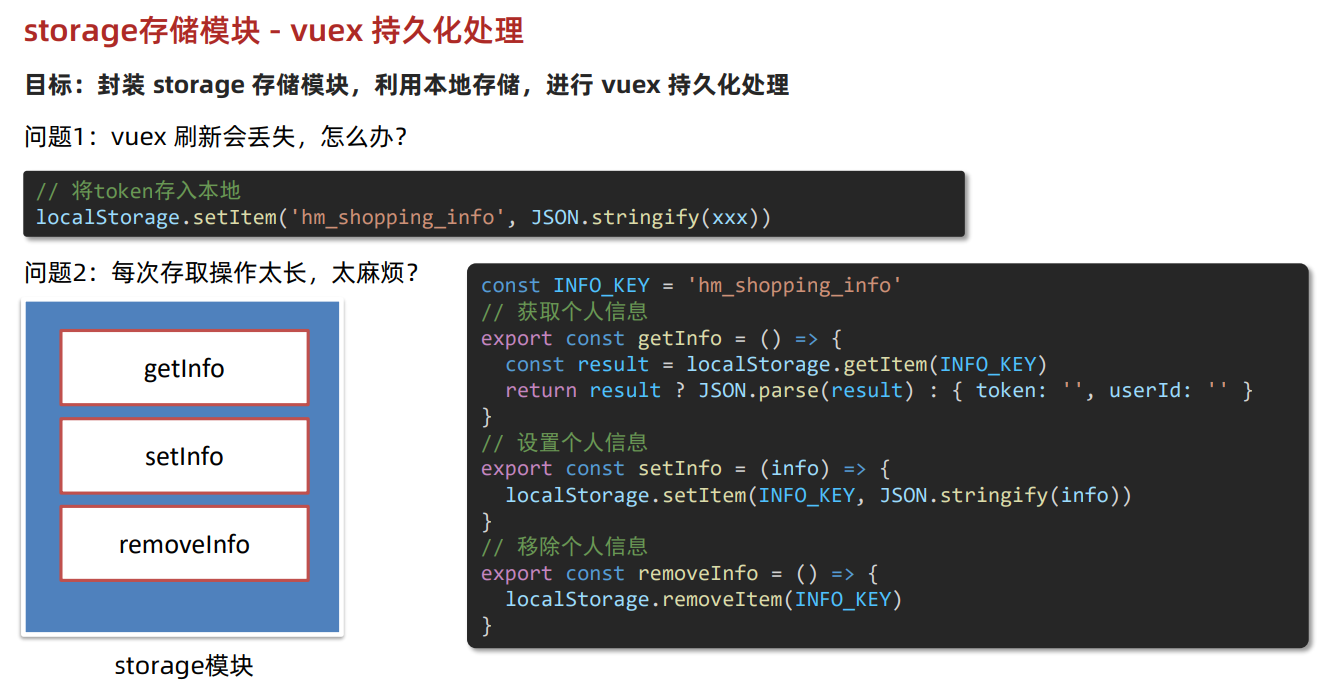 storage存储模块 - vuex 持久化处理
目标：封装 storage 存储模块，利用本地存储，进行 vuex 持久化处理
问题1：vuex 刷新会丢失，怎么办？
// 将token存入本地
localStorage.setItem('hm_shopping_info', JSON.stringify(xxx))
问题2：每次存取操作太长，太麻烦？
getInfo
setInfo
removeInfo
storage模块
const INFO_KEY = 'hm_shopping_info'
// 获取个人信息
export const getInfo = () => {
  const result = localStorage.getItem(INFO_KEY)
  return result ? JSON.parse(result) : { token: '', userId: '' }
}
// 设置个人信息
export const setInfo = (info) => {
  localStorage.setItem(INFO_KEY, JSON.stringify(info))
}
// 移除个人信息
export const removeInfo = () => {
  localStorage.removeItem(INFO_KEY)
}